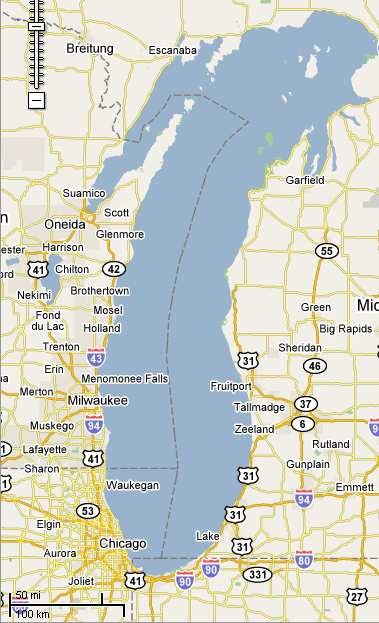 Breitung
Escanaba
Suamico
Garfield
Scott
Oneida
Glenmore
Harrison
55
41
Chilton
42
Nekimi
Brothertown
Mosel
Green
Fond
du Lac
Holland
Big Rapids
Trenton
43
Sheridan
31
Erin
46
Menomonee Falls
Fruitport
Merton
Milwaukee
Tallmadge
37
Muskego
94
Zeeland
6
Lafayette
Rutland
41
Sharon
Gunplain
31
Waukegan
Emmett
94
53
31
Elgin
Lake
Chicago
31
Aurora
90
80
Joliet
41
90
331
27
50 mi
100 km